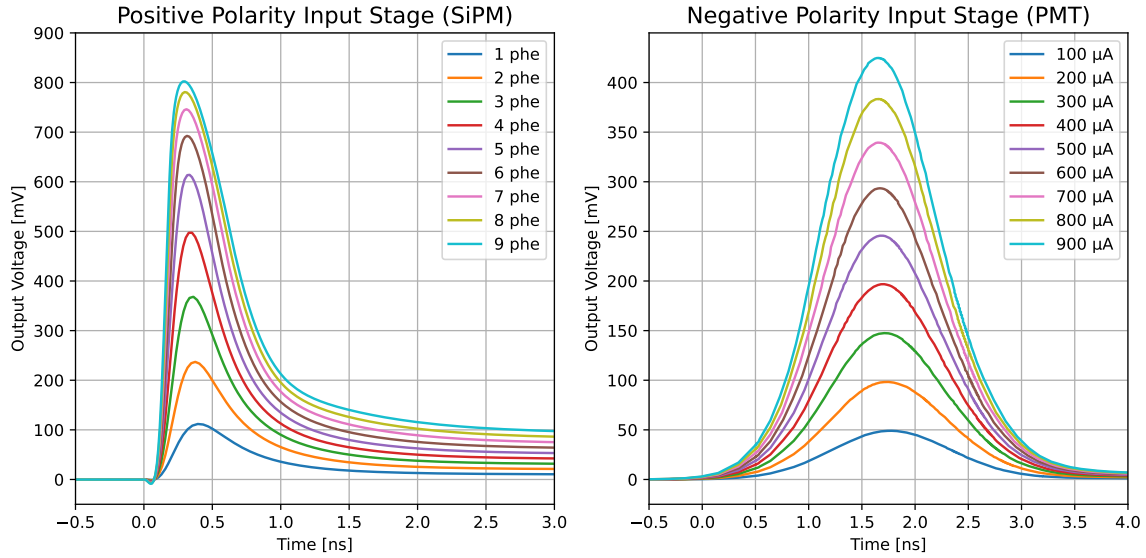 Positive Polarity Input Stage (SiPM)
900
800
700
600
500
400
300
200
100
0
Output Voltage [mV]
1 phe
2 phe
3 phe
4 phe
5 phe
6 phe
7 phe
8 phe
9 phe
−0.5
0.0
0.5
1.0
1.5
2.0
2.5
3.0
Time [ns]
Negative Polarity Input Stage (PMT)
400
350
300
250
200
150
100
50
0
Output Voltage [mV]
100 μA
200 μA
300 μA
400 μA
500 μA
600 μA
700 μA
800 μA
900 μA
−0.5
0.0
0.5
1.0
1.5
2.0
2.5
3.0
3.5
4.0
Time [ns]